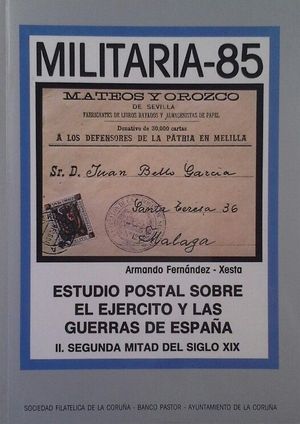 MILITARIA-85
MATEOS Y OROZCO
DE SEVILLA
FABRICANTES DE LIBROS RAYADOS Y ALMACENISTAS DE PAPEL
Donativo de 30,000 cartas
A LOS DEFENSORES DE LA PÁTRIA EN MELILLA
Sr. D. Juan Bello Garcia
Santa Teresa 36
Malaga
Armando Fernández - Xesta
ESTUDIO POSTAL SOBRE
EL EJERCITO Y LAS
GUERRAS DE ESPAÑA
II. SEGUNDA MITAD DEL SIGLO XIX
SOCIEDAD FILATELICA DE LA CORUÑA - BANCO PASTOR - AYUNTAMIENTO DE LA CORUÑA